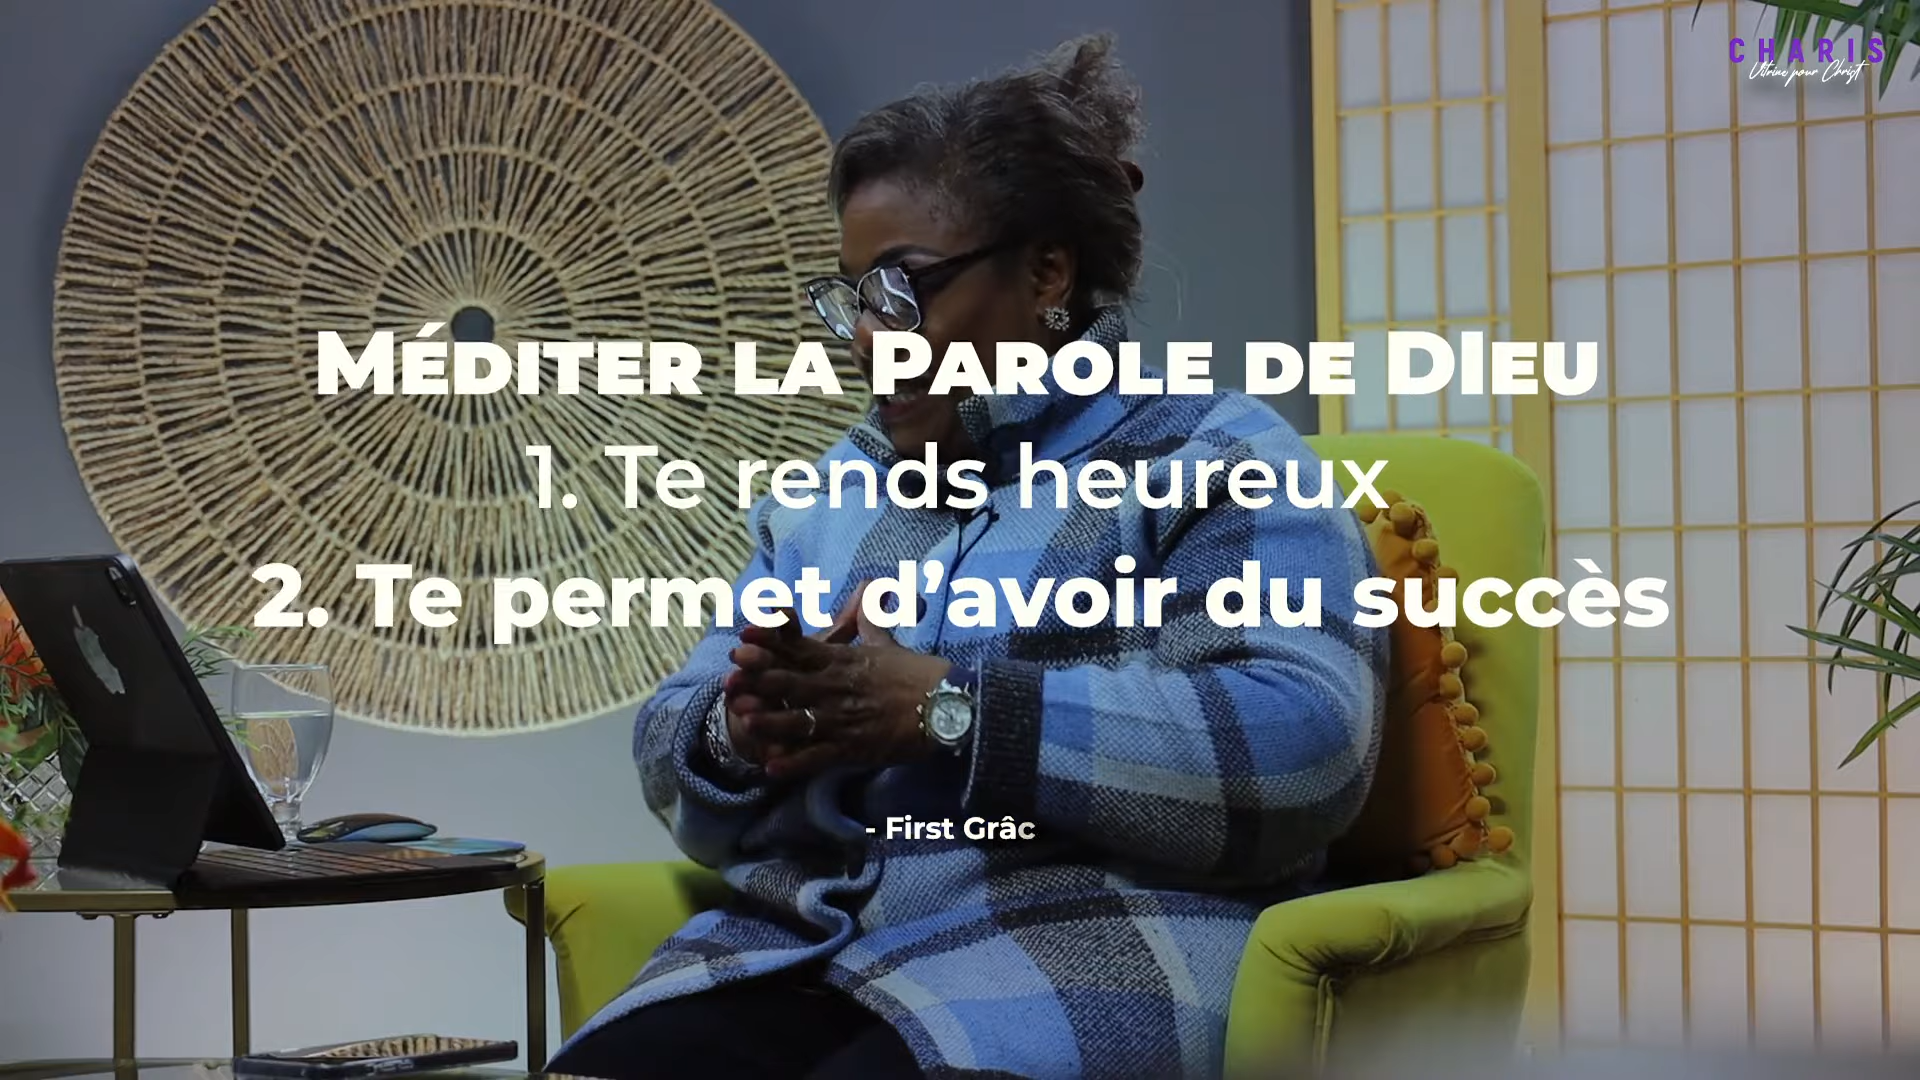 CHARIS
Vitrine pour Christ
MÉDITER LA PAROLE DE DIEU
1. Te rends heureux
2. Te permet d’avoir du succès
- First Grâc